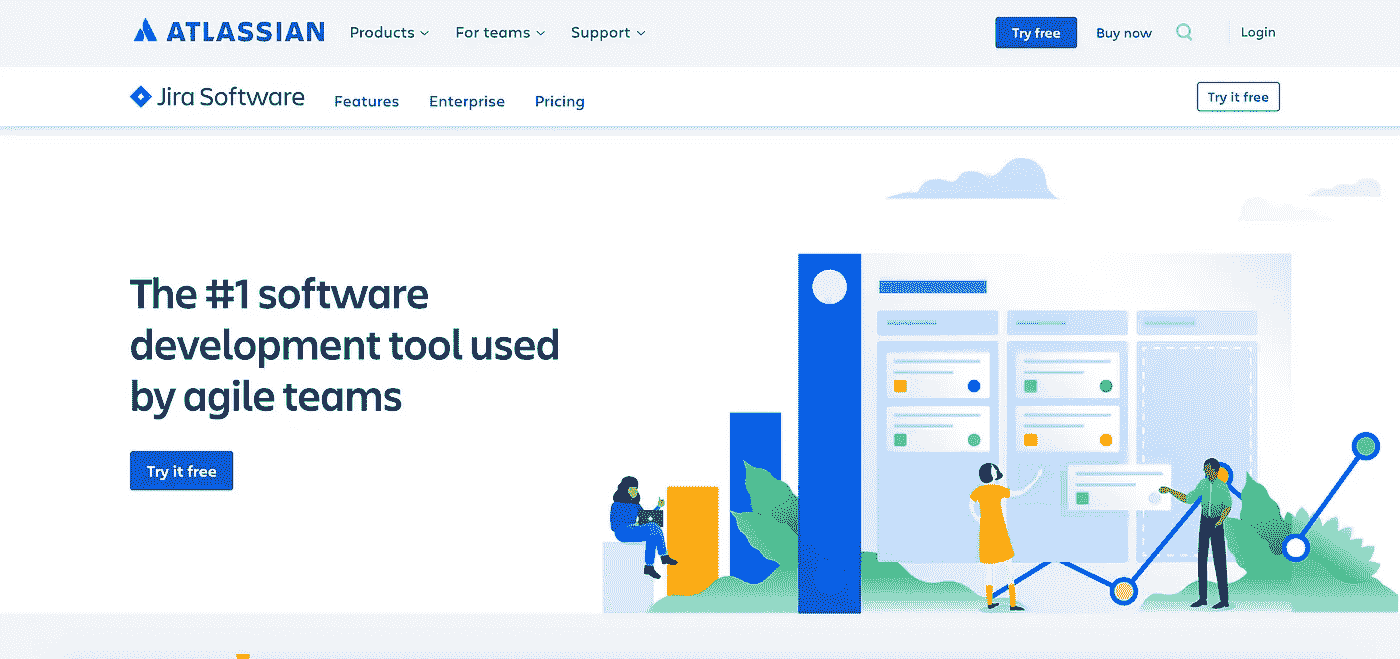 ATLASSIAN Products For teams Support Try free Buy now Login
Jira Software Features Enterprise Pricing Try it free
The #1 software
development tool used
by agile teams
Try it free